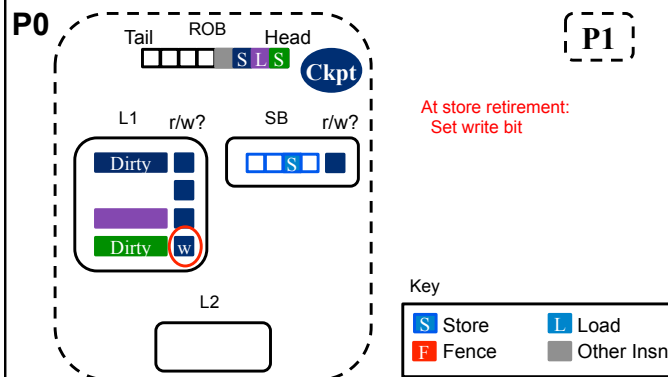 P0
Tail ROB Head
S L S
Ckpt
P1
L1 r/w? SB r/w?
Dirty
S
Dirty w
At store retirement:
Set write bit
L2
Key
S Store L Load
F Fence Other Insn